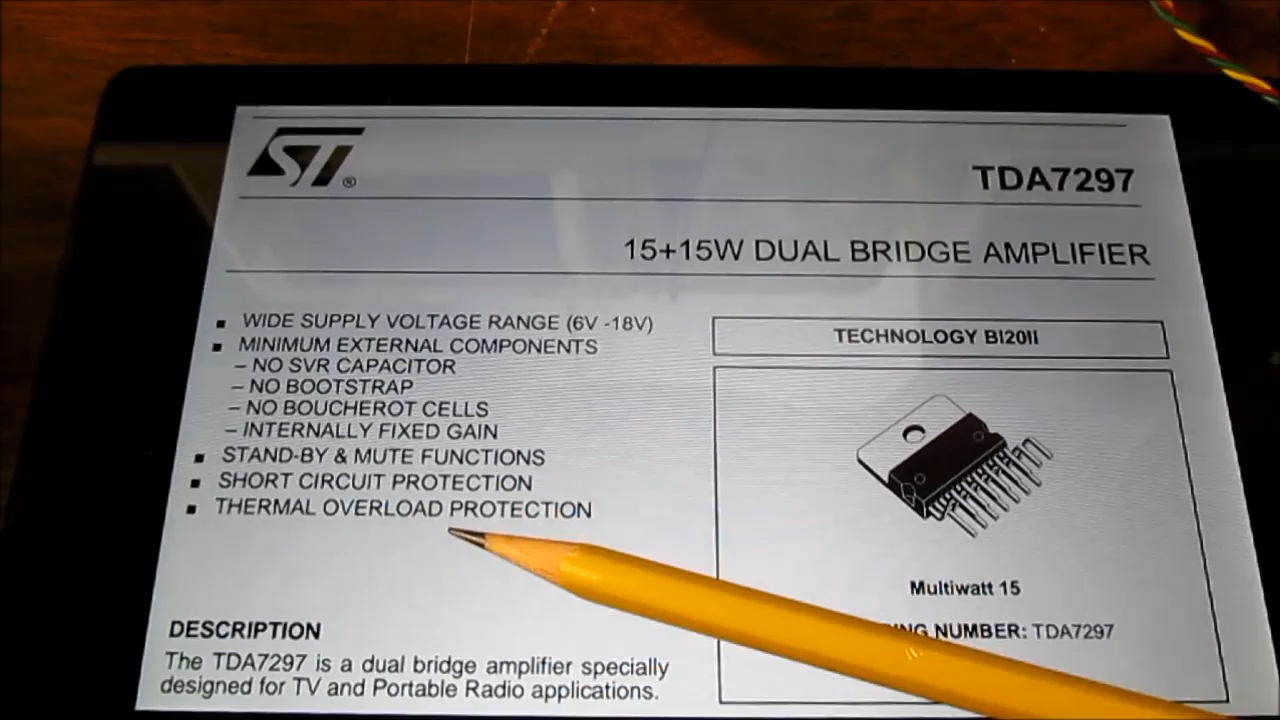 ST®
TDA7297
15+15W DUAL BRIDGE AMPLIFIER
■ WIDE SUPPLY VOLTAGE RANGE (6V -18V)
■ MINIMUM EXTERNAL COMPONENTS
– NO SVR CAPACITOR
– NO BOOTSTRAP
– NO BOUCHEROT CELLS
– INTERNALLY FIXED GAIN
■ STAND-BY & MUTE FUNCTIONS
■ SHORT CIRCUIT PROTECTION
■ THERMAL OVERLOAD PROTECTION
DESCRIPTION
The TDA7297 is a dual bridge amplifier specially
designed for TV and Portable Radio applications.
TECHNOLOGY BI20II
Multiwatt 15
NUMBER: TDA7297